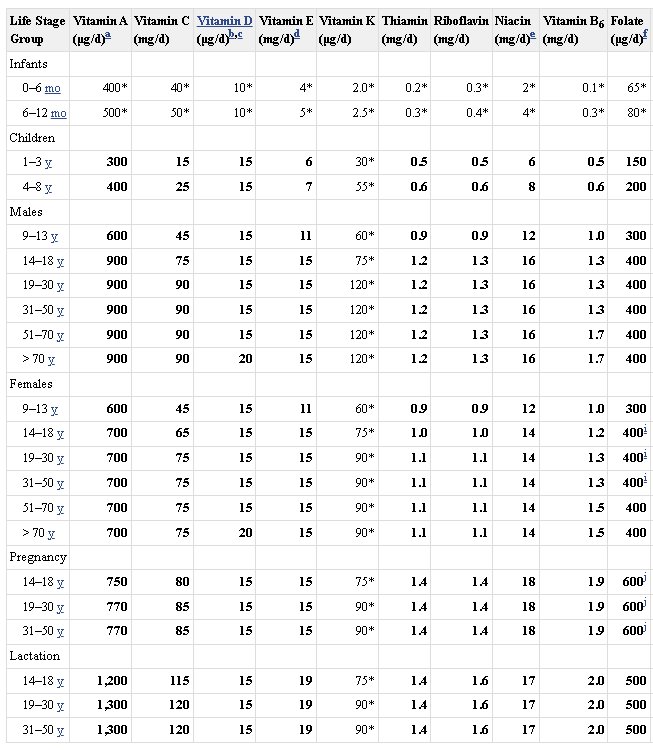 Life Stage Group Vitamin A (µg/d)a Vitamin C (mg/d) Vitamin D (µg/d)b,c Vitamin E (mg/d)d Vitamin K (µg/d) Thiamin (mg/d) Riboflavin (mg/d) Niacin (mg/d)e Vitamin B6 (mg/d) Folate (µg/d)f
Infants
0–6 mo 400* 40* 10* 4* 2.0* 0.2* 0.3* 2* 0.1* 65*
6–12 mo 500* 50* 10* 5* 2.5* 0.3* 0.4* 4* 0.3* 80*
Children
1–3 y 300 15 15 6 30* 0.5 0.5 6 0.5 150
4–8 y 400 25 15 7 55* 0.6 0.6 8 0.6 200
Males
9–13 y 600 45 15 11 60* 0.9 0.9 12 1.0 300
14–18 y 900 75 15 15 75* 1.2 1.3 16 1.3 400
19–30 y 900 90 15 15 120* 1.2 1.3 16 1.3 400
31–50 y 900 90 15 15 120* 1.2 1.3 16 1.3 400
51–70 y 900 90 15 15 120* 1.2 1.3 16 1.7 400
> 70 y 900 90 20 15 120* 1.2 1.3 16 1.7 400
Females
9–13 y 600 45 15 11 60* 0.9 0.9 12 1.0 300
14–18 y 700 65 15 15 75* 1.0 1.0 14 1.2 400i
19–30 y 700 75 15 15 90* 1.1 1.1 14 1.3 400i
31–50 y 700 75 15 15 90* 1.1 1.1 14 1.3 400i
51–70 y 700 75 15 15 90* 1.1 1.1 14 1.5 400
> 70 y 700 75 20 15 90* 1.1 1.1 14 1.5 400
Pregnancy
14–18 y 750 80 15 15 75* 1.4 1.4 18 1.9 600j
19–30 y 770 85 15 15 90* 1.4 1.4 18 1.9 600j
31–50 y 770 85 15 15 90* 1.4 1.4 18 1.9 600j
Lactation
14–18 y 1,200 115 15 19 75* 1.4 1.6 17 2.0 500
19–30 y 1,300 120 15 19 90* 1.4 1.6 17 2.0 500
31–50 y 1,300 120 15 19 90* 1.4 1.6 17 2.0 500